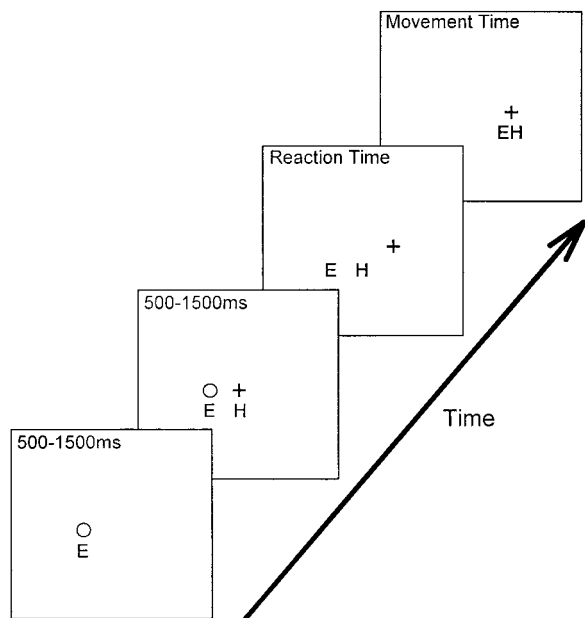 Movement Time
EH
Reaction Time
E H
500-1500ms
E H
Time
500-1500ms
E